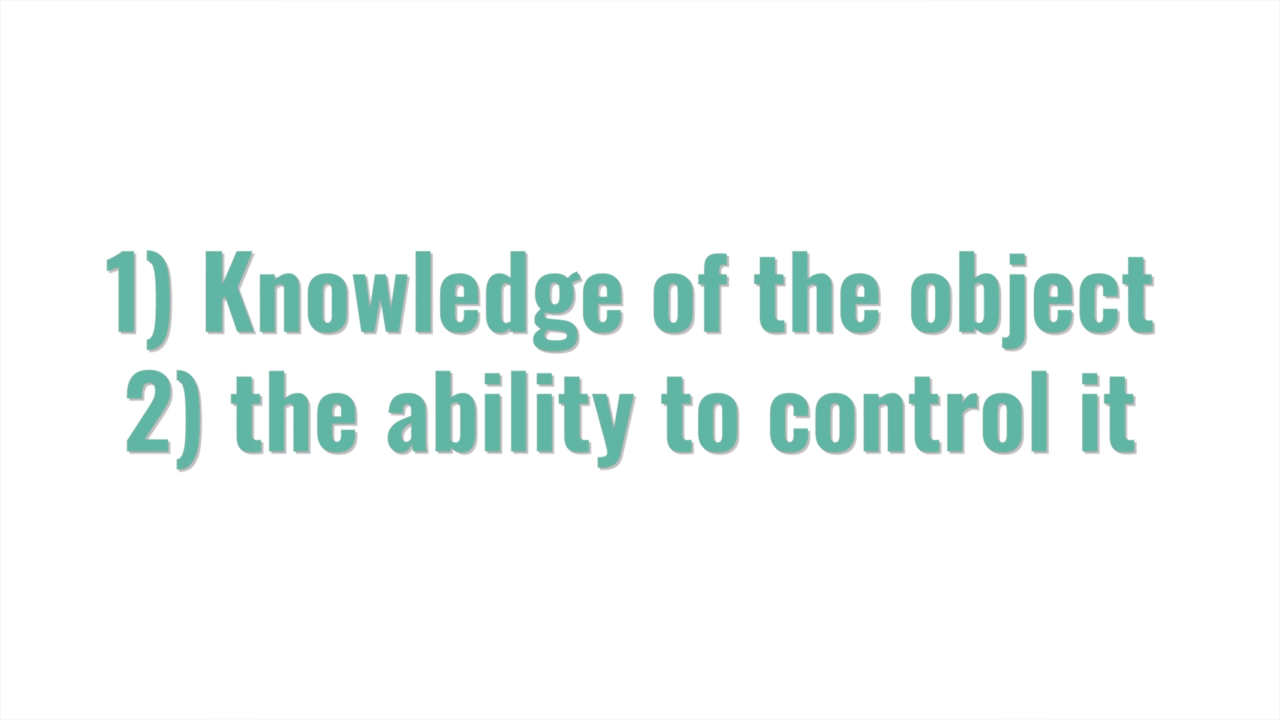 1) Knowledge of the object
2) the ability to control it